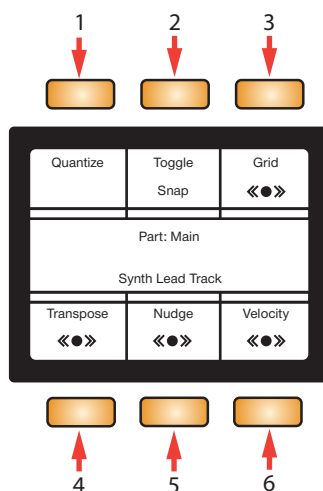 1 2 3
Quantize Toggle Grid
Snap
Part: Main
Synth Lead Track
Transpose Nudge Velocity
4 5 6